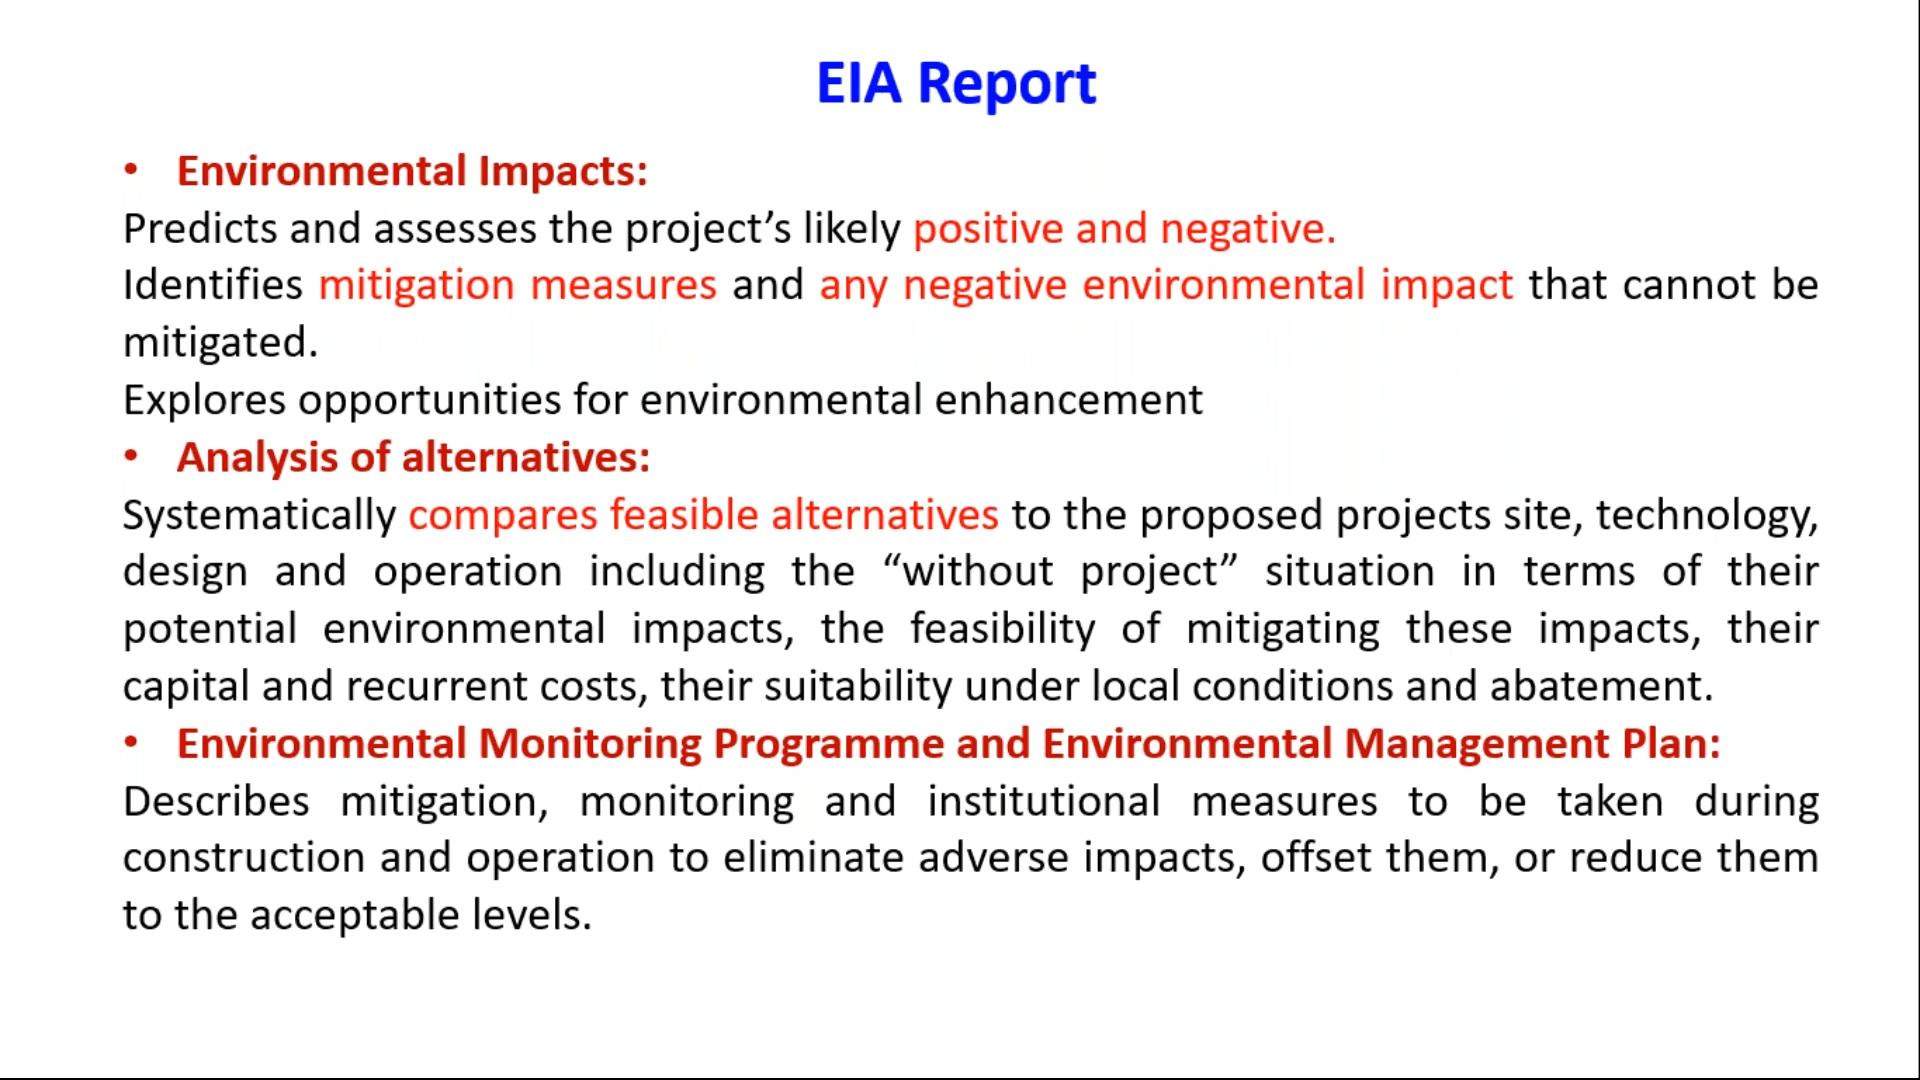 EIA Report
• Environmental Impacts:
Predicts and assesses the project’s likely positive and negative.
Identifies mitigation measures and any negative environmental impact that cannot be
mitigated.
Explores opportunities for environmental enhancement
• Analysis of alternatives:
Systematically compares feasible alternatives to the proposed projects site, technology,
design and operation including the “without project” situation in terms of their
potential environmental impacts, the feasibility of mitigating these impacts, their
capital and recurrent costs, their suitability under local conditions and abatement.
• Environmental Monitoring Programme and Environmental Management Plan:
Describes mitigation, monitoring and institutional measures to be taken during
construction and operation to eliminate adverse impacts, offset them, or reduce them
to the acceptable levels.